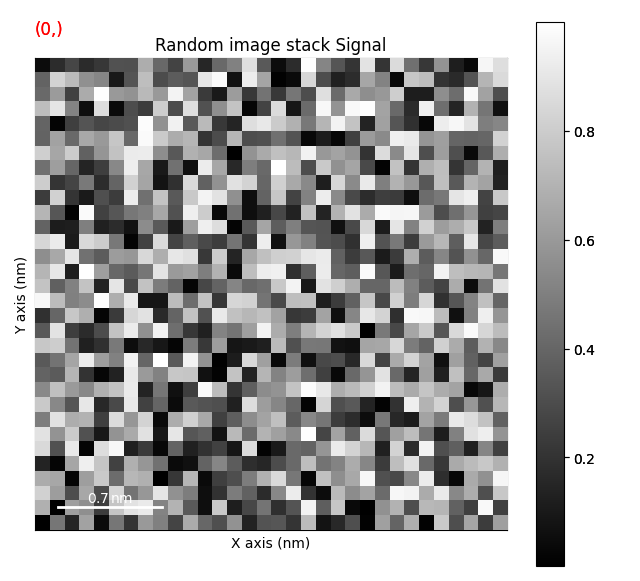 (0,)
Random image stack Signal
0.8
0.6
0.4
0.2
Y axis (nm)
0.7 nm
X axis (nm)